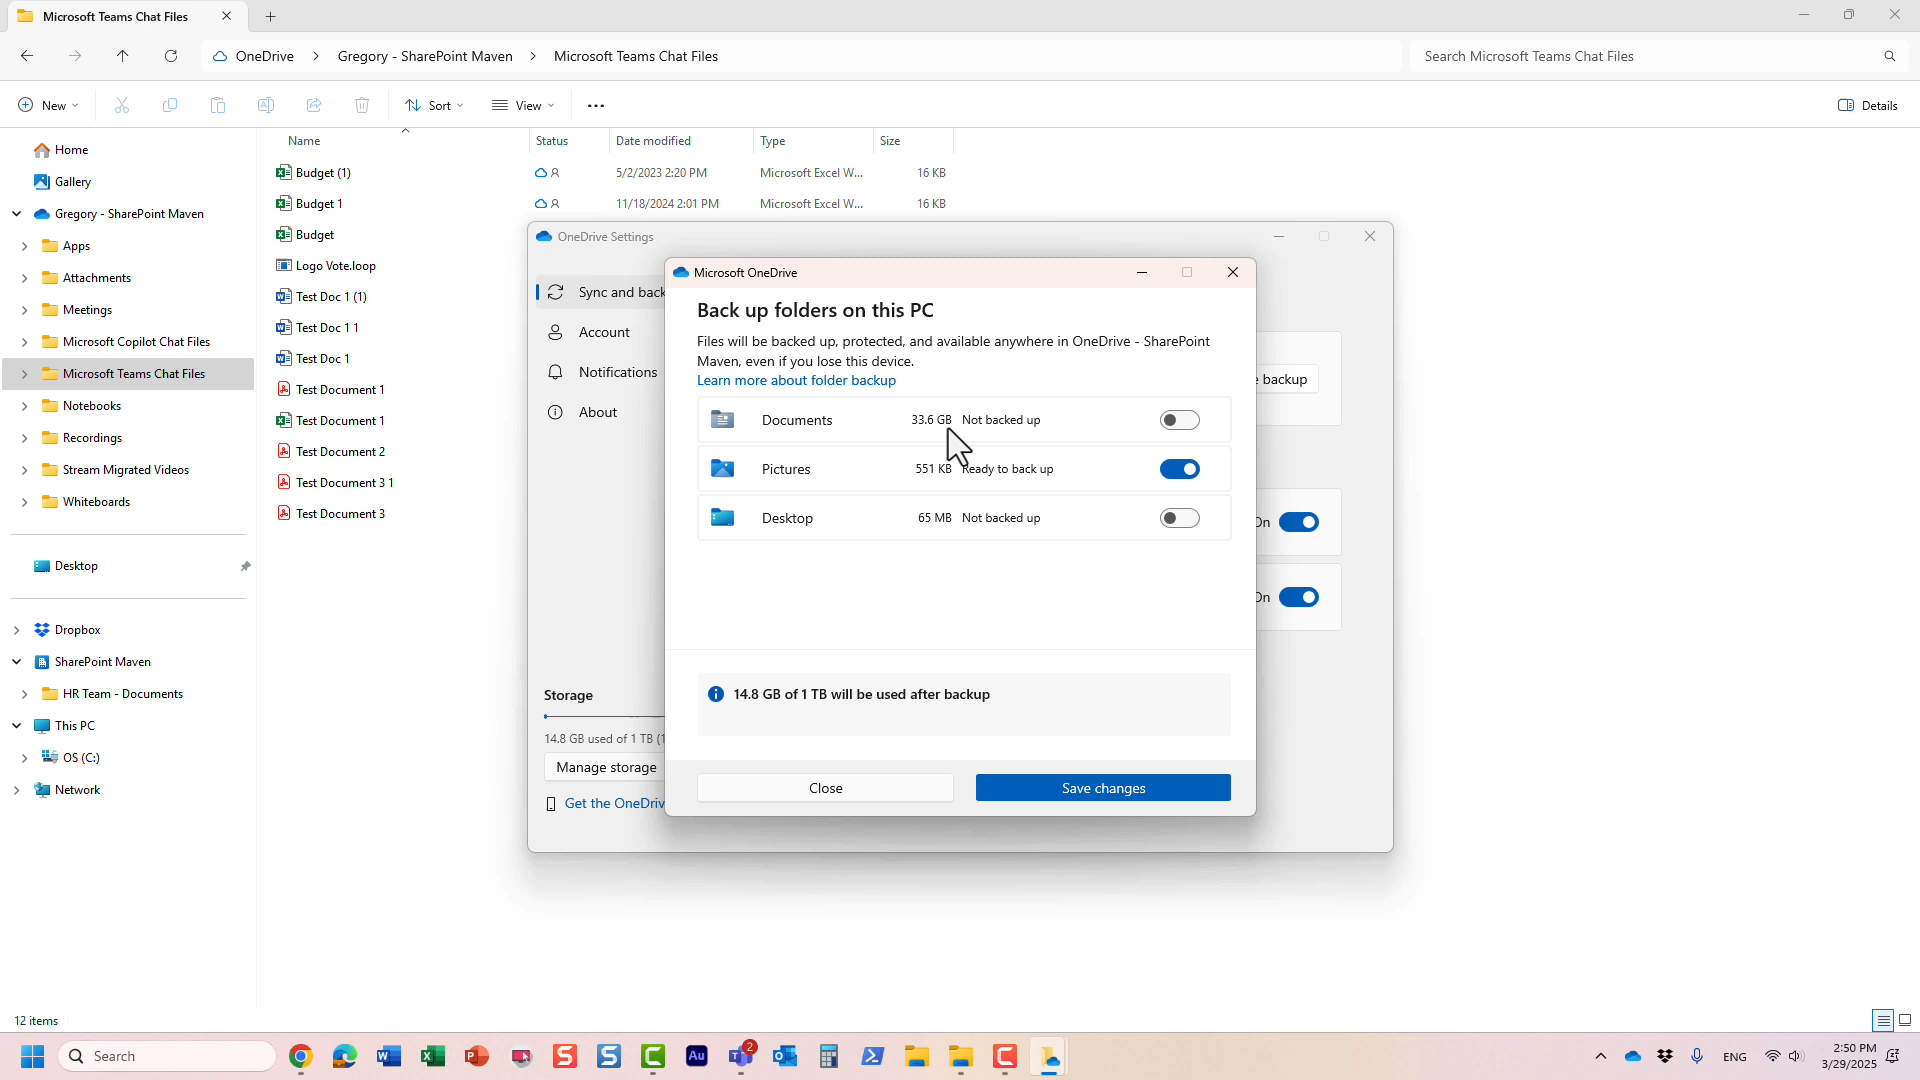 Microsoft Teams Chat Files
OneDrive > Gregory - SharePoint Maven > Microsoft Teams Chat Files
Search Microsoft Teams Chat Files
New
Sort
View
Details
Name Status Date modified Type Size
Home
Gallery
Gregory - SharePoint Maven
Apps
Attachments
Meetings
Microsoft Copilot Chat Files
Microsoft Teams Chat Files
Notebooks
Recordings
Stream Migrated Videos
Whiteboards
Desktop
Dropbox
SharePoint Maven
HR Team - Documents
This PC
OS (C:)
Network
Budget (1) 5/2/2023 2:20 PM Microsoft Excel W... 16 KB
Budget 1 11/18/2024 2:01 PM Microsoft Excel W... 16 KB
Budget
Logo Vote.loop
Test Doc 1 (1)
Test Doc 1 1
Test Doc 1
Test Document 1
Test Document 1
Test Document 2
Test Document 3 1
Test Document 3
OneDrive Settings
Sync and back
Account
Notifications
About
Storage
14.8 GB used of 1 TB (1
Manage storage
Get the OneDriv
e backup
On
On
Microsoft OneDrive
Back up folders on this PC
Files will be backed up, protected, and available anywhere in OneDrive - SharePoint
Maven, even if you lose this device.
Learn more about folder backup
Documents 33.6 GB Not backed up
Pictures 551 KB Ready to back up
Desktop 65 MB Not backed up
14.8 GB of 1 TB will be used after backup
Close
Save changes
12 items
Search
Au
2
ENG
2:50 PM
3/29/2025